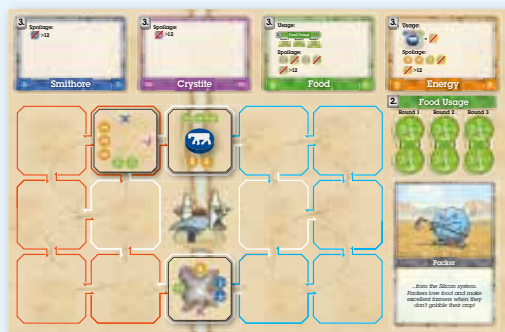 3.
Spoilage:
>12
Smithore
3.
Spoilage:
>12
Crystite
3.
Usage:
2. Food Usage
Spoilage:
>12
Food
3.
Usage:
Spoilage:
>12
Energy
2. Food Usage
Round 1 Round 2 Round 3
Packer
...from the Silicon system.
Packers love food and make
excellent farmers when they
don't gobble their crop!